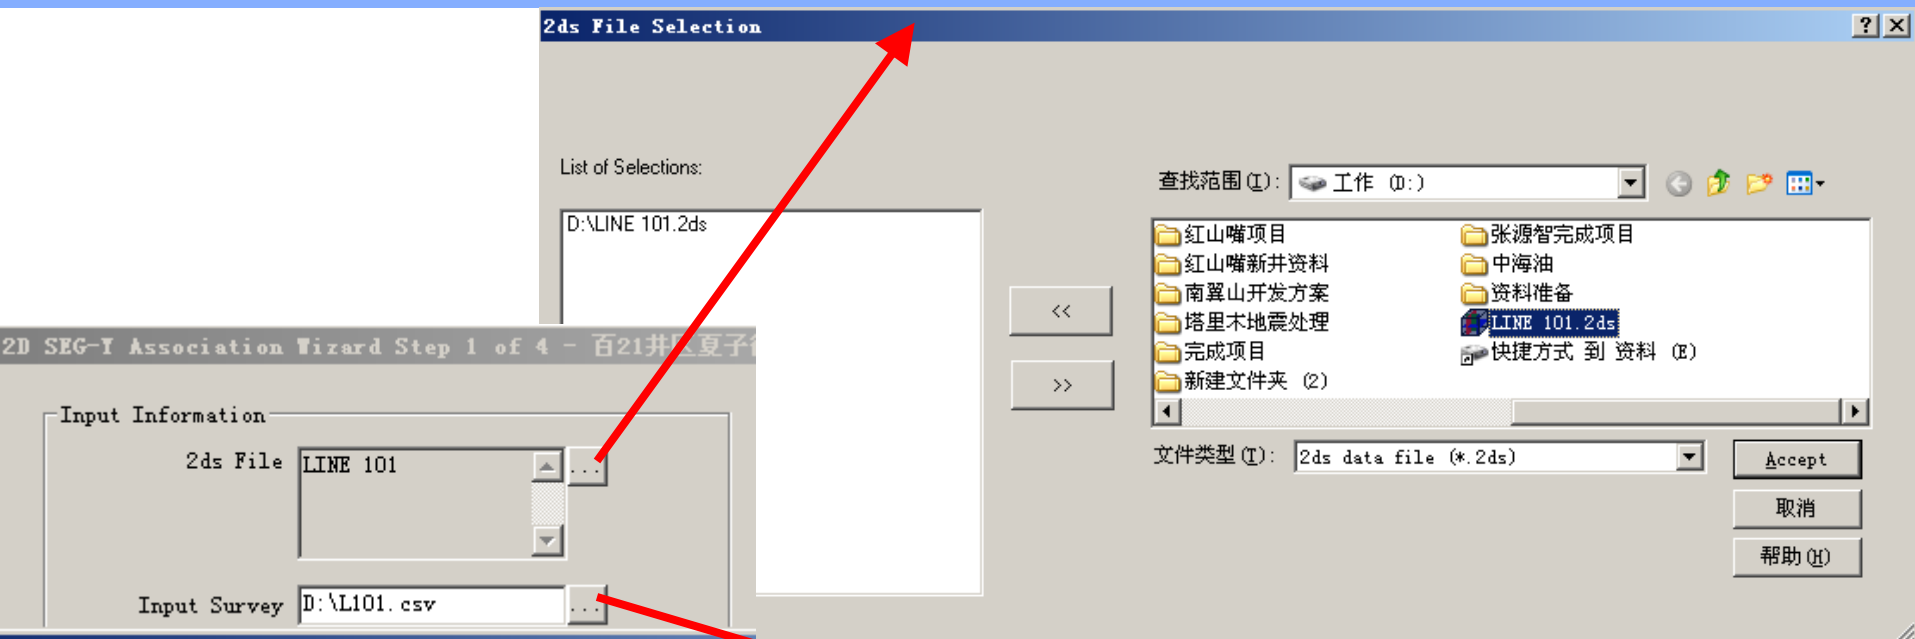 2ds File Selection
List of Selections:
D:\LINE 101.2ds
<<
>>
查找范围(I):
工作 (D:)
红山嘴项目
红山嘴新井资料
南翼山开发方案
塔里木地震处理
完成项目
新建文件夹 (2)
张源智完成项目
中海油
资料准备
LINE 101.2ds
快捷方式 到 资料 (E)
文件类型(T):
2ds data file (*.2ds)
Accept
取消
帮助(H)
2D SEG-Y Association Wizard Step 1 of 4 - 百21井区夏子
Input Information
2ds File
LINE 101
...
Input Survey
D:\L101.csv
...